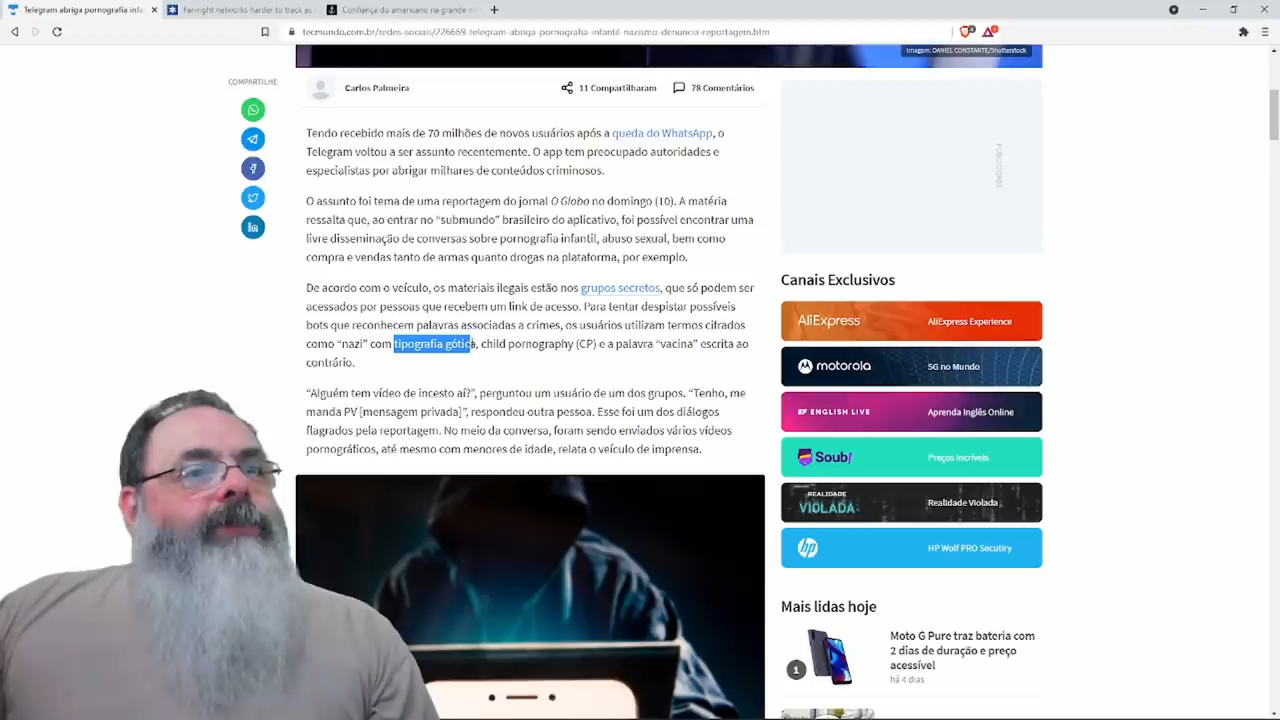 Telegram abriga pornografia infa
Far-right networks harder to track as
Confiança do americano na grande mí
tecmundo.com.br/redes-sociais/226669-telegram-abriga-pornografia-infantil-nazismo-denuncia-reportagem.htm
Imagem: DANIEL CONSTANTE/Shutterstock
COMPARTILHE
Carlos Palmeira
11 Compartilharam
78 Comentários
Tendo recebido mais de 70 milhões de novos usuários após a queda do WhatsApp, o
Telegram voltou a ser assunto recentemente. O app tem preocupado autoridades e
especialistas por abrigar milhares de conteúdos criminosos.
O assunto foi tema de uma reportagem do jornal O Globo no domingo (10). A matéria
ressalta que, ao entrar no “submundo” brasileiro do aplicativo, foi possível encontrar uma
livre disseminação de conversas sobre pornografia infantil, abuso sexual, bem como
compra e vendas tanto de armas quanto drogas na plataforma, por exemplo.
De acordo com o veículo, os materiais ilegais estão nos grupos secretos, que só podem ser
acessados por pessoas que recebem um link de acesso. Para tentar despistar possíveis
bots que reconhecem palavras associadas a crimes, os usuários utilizam termos cifrados
como “nazi” com tipografia gótica, child pornography (CP) e a palavra “vacina” escrita ao
contrário.
“Alguém tem vídeo de incesto aí?”, perguntou um usuário de um dos grupos. “Tenho, me
manda PV [mensagem privada]”, respondeu outra pessoa. Esse foi um dos diálogos
flagrados pela reportagem. No meio da conversa, foram sendo enviados vários vídeos
pornográficos, até mesmo com menores de idade, relata o veículo de imprensa.
PUBLICIDADE
Canais Exclusivos
AliExpress
AliExpress Experience
motorola
5G no Mundo
EF ENGLISH LIVE
Aprenda Inglês Online
Soub!
Preços Incríveis
REALIDADE
VIOLADA
Realidade Violada
hp
HP Wolf PRO Secutiry
Mais lidas hoje
1
Moto G Pure traz bateria com
2 dias de duração e preço
acessível
há 4 dias